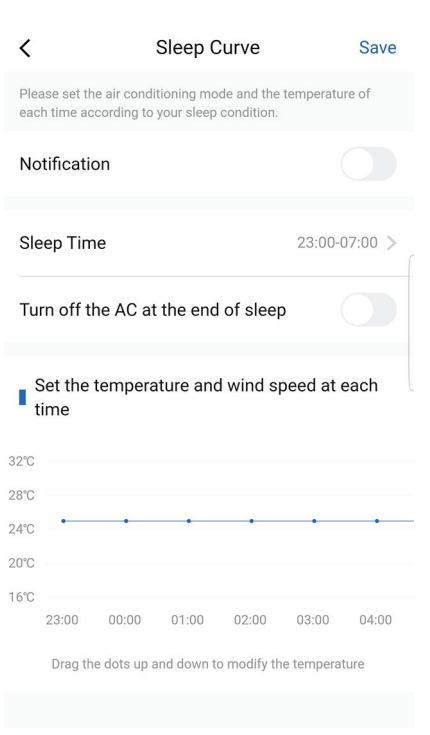 Sleep Curve
Save
Please set the air conditioning mode and the temperature of
each time according to your sleep condition.
Notification
Sleep Time
23:00-07:00
Turn off the AC at the end of sleep
Set the temperature and wind speed at each
time
32℃
28℃
24℃
20℃
16℃
23:00 00:00 01:00 02:00 03:00 04:00
Drag the dots up and down to modify the temperature